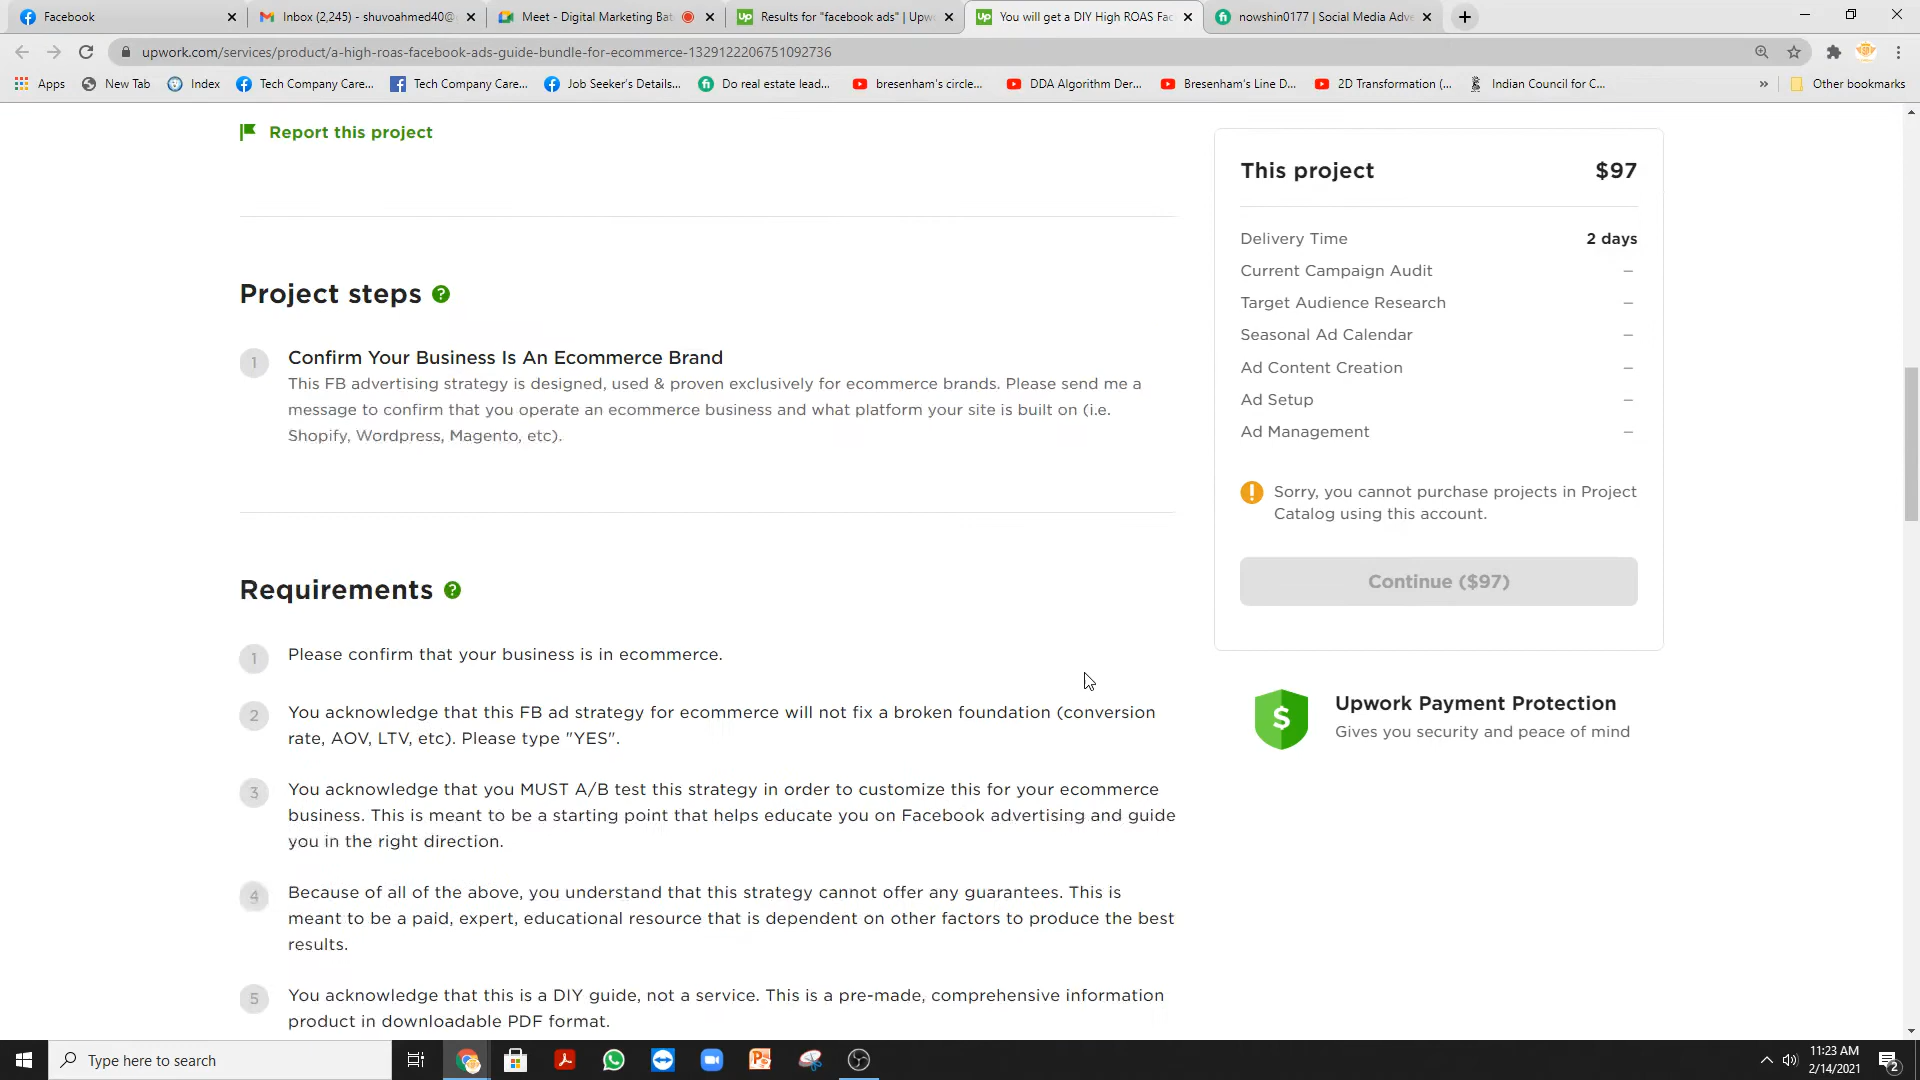 Facebook
Inbox (2,245) - shuvoahmed40@
Meet - Digital Marketing Bat
Results for "facebook ads" | Upw
You will get a DIY High ROAS Fac
nowshin0177 | Social Media Adve
upwork.com/services/product/a-high-roas-facebook-ads-guide-bundle-for-ecommerce-1329122206751092736
Apps
New Tab
Index
Tech Company Care...
Tech Company Care...
Job Seeker's Details...
Do real estate lead...
bresenham's circle...
DDA Algorithm Der...
Bresenham's Line D...
2D Transformation (...
Indian Council for C...
»
Other bookmarks
Report this project
Project steps ?
1
Confirm Your Business Is An Ecommerce Brand
This FB advertising strategy is designed, used & proven exclusively for ecommerce brands. Please send me a
message to confirm that you operate an ecommerce business and what platform your site is built on (i.e.
Shopify, Wordpress, Magento, etc).
Requirements ?
1 Please confirm that your business is in ecommerce.
2 You acknowledge that this FB ad strategy for ecommerce will not fix a broken foundation (conversion
rate, AOV, LTV, etc). Please type "YES".
3 You acknowledge that you MUST A/B test this strategy in order to customize this for your ecommerce
business. This is meant to be a starting point that helps educate you on Facebook advertising and guide
you in the right direction.
4 Because of all of the above, you understand that this strategy cannot offer any guarantees. This is
meant to be a paid, expert, educational resource that is dependent on other factors to produce the best
results.
5 You acknowledge that this is a DIY guide, not a service. This is a pre-made, comprehensive information
product in downloadable PDF format.
This project $97
Delivery Time 2 days
Current Campaign Audit –
Target Audience Research –
Seasonal Ad Calendar –
Ad Content Creation –
Ad Setup –
Ad Management –
! Sorry, you cannot purchase projects in Project
Catalog using this account.
Continue ($97)
$
Upwork Payment Protection
Gives you security and peace of mind
Type here to search
11:23 AM
2/14/2021
2